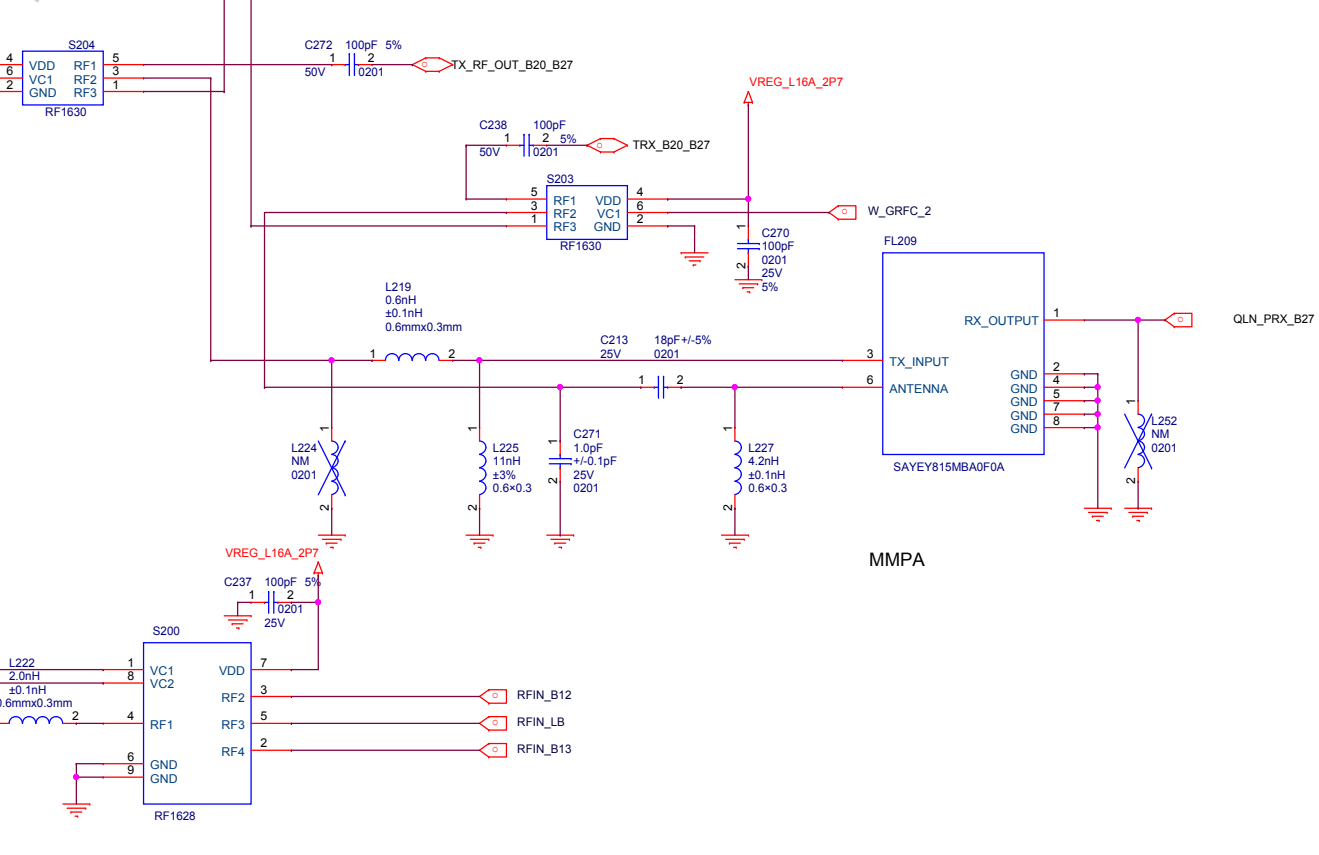 S204
4 VDD RF1 5
6 VC1 RF2 3
2 GND RF3 1
RF1630
C272 100pF 5%
1 2
50V 0201
TX_RF_OUT_B20_B27
VREG_L16A_2P7
C238 100pF
1 2 5%
50V 0201
TRX_B20_B27
S203
5 RF1 VDD 4
3 RF2 VC1 6
1 RF3 GND 2
RF1630
W_GRFC_2
1
C270
100pF
0201
25V
5%
2
FL209
L219
0.6nH
±0.1nH
0.6mmx0.3mm
1 2
RX_OUTPUT 1
QLN_PRX_B27
C213 18pF+/-5%
25V 0201
1 2
3 TX_INPUT
6 ANTENNA
GND 2
GND 4
GND 5
GND 7
GND 8
SAYEY815MBA0F0A
1
L224
NM
0201
2
1
L225
11nH
±3%
0.6×0.3
2
1
C271
1.0pF
+/-0.1pF
25V
0201
2
1
L227
4.2nH
±0.1nH
0.6×0.3
2
1
L252
NM
0201
2
MMPA
VREG_L16A_2P7
C237 100pF 5%
1 2
0201
25V
S200
L222
2.0nH
±0.1nH
0.6mmx0.3mm
2
1 VC1
8 VC2
4 RF1
6 GND
9 GND
VDD 7
RF2 3
RF3 5
RF4 2
RFIN_B12
RFIN_LB
RFIN_B13
RF1628